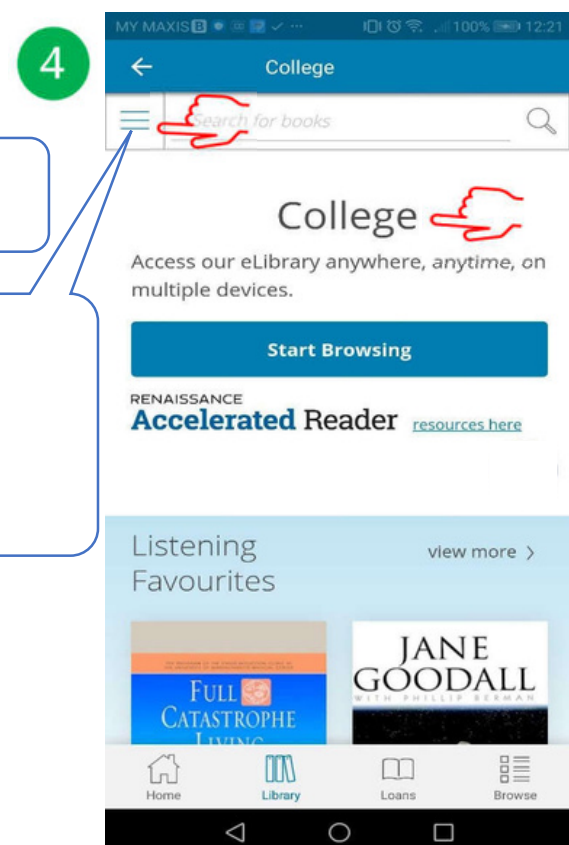 4
MY MAXIS
100% 12:21
College
Search for books
College
Access our eLibrary anywhere, anytime, on
multiple devices.
Start Browsing
RENAISSANCE
Accelerated Reader resources here
Listening view more >
Favourites
FULL
CATASTROPHE
LIVING
JANE
GOODALL
WITH PHILLIP BERMAN
Home Library Loans Browse